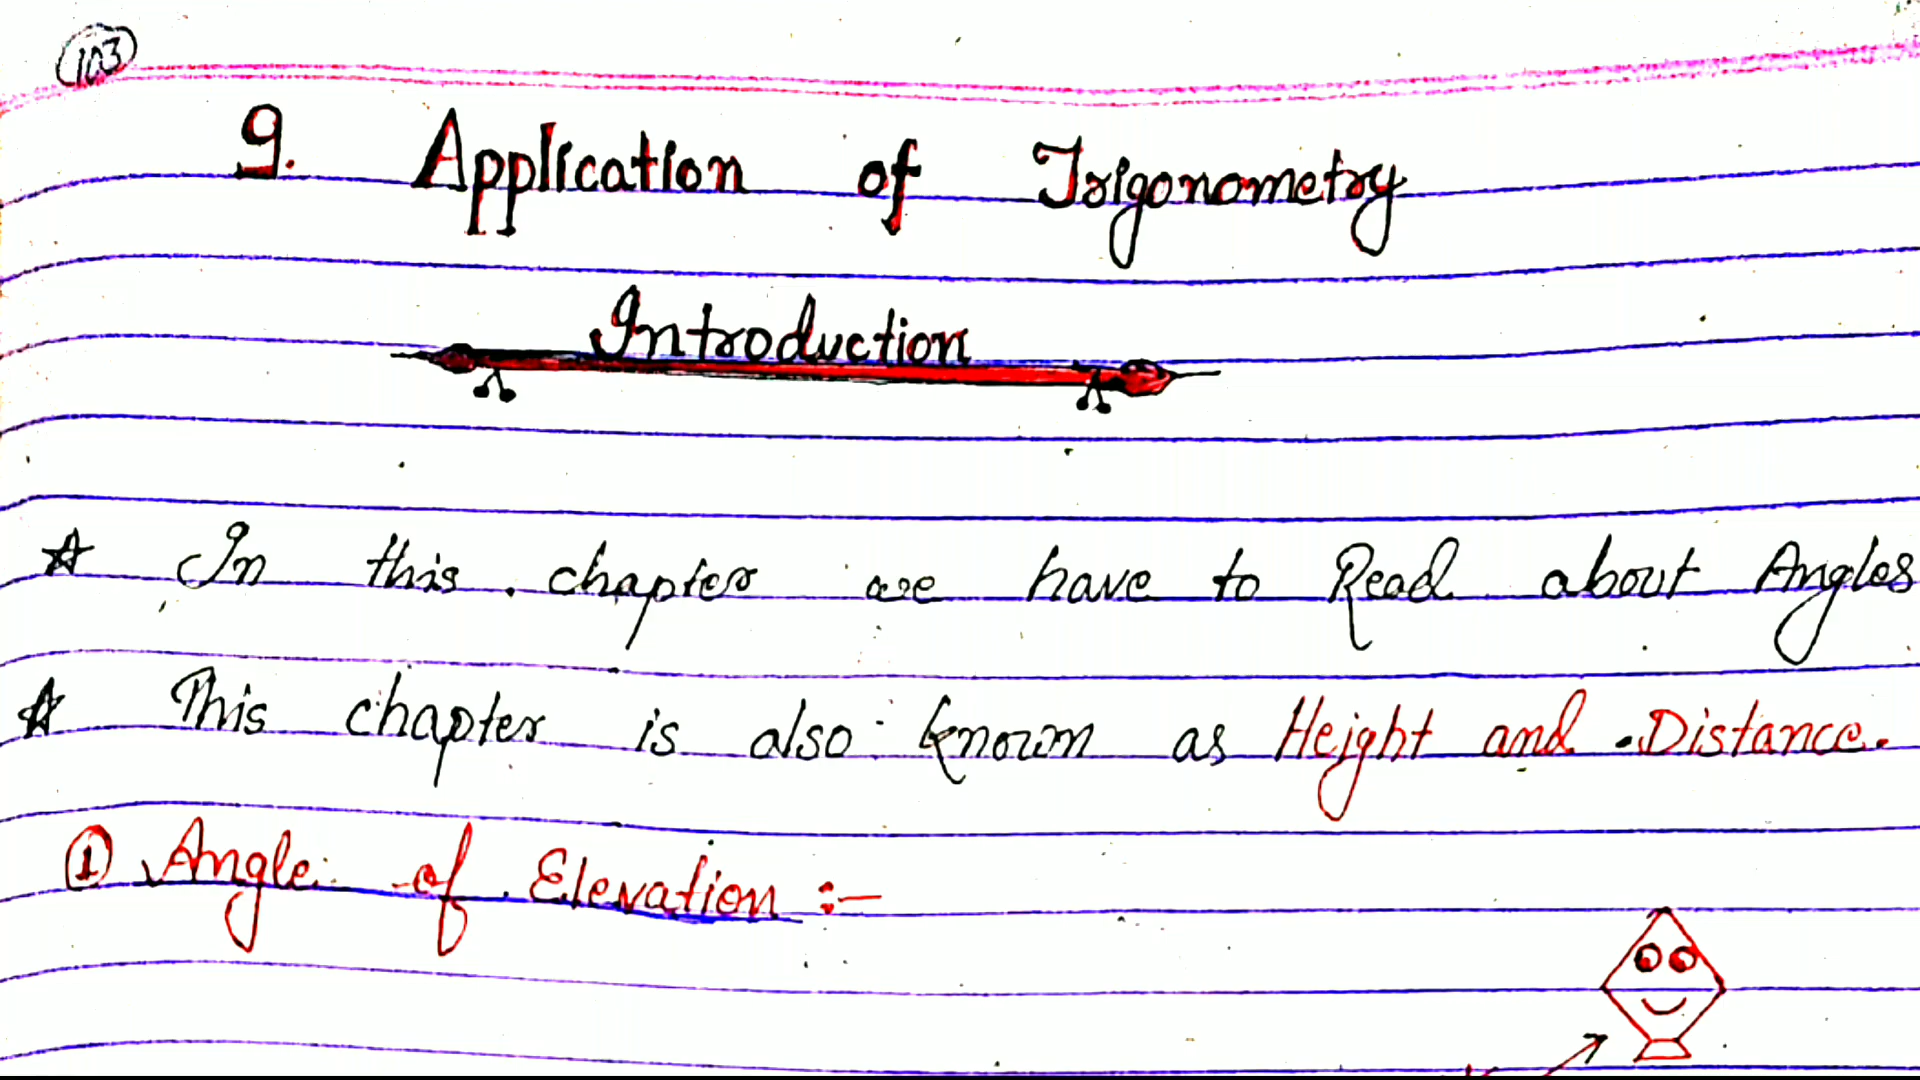 103
9. Application of Trigonometry
Introduction
☆ In this chapter we have to Read about Angles
☆ This chapter is also known as Height and Distance.
① Angle of Elevation :-